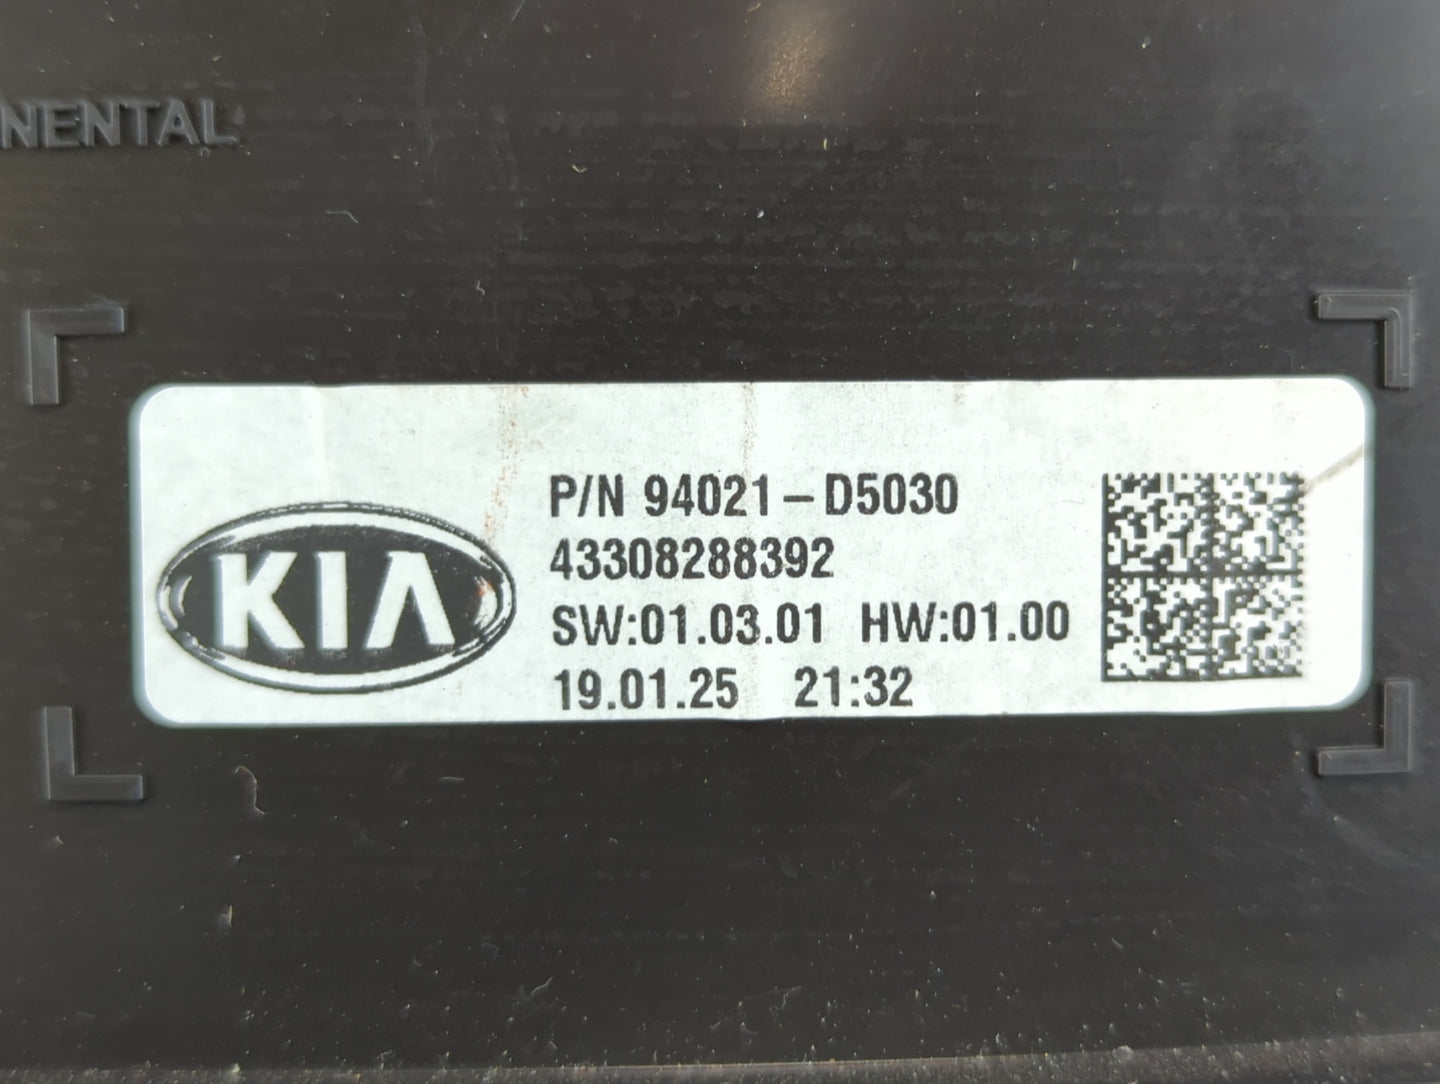 NENTAL
KIA
P/N 94021-D5030
43308288392
SW:01.03.01 HW:01.00
19.01.25 21:32